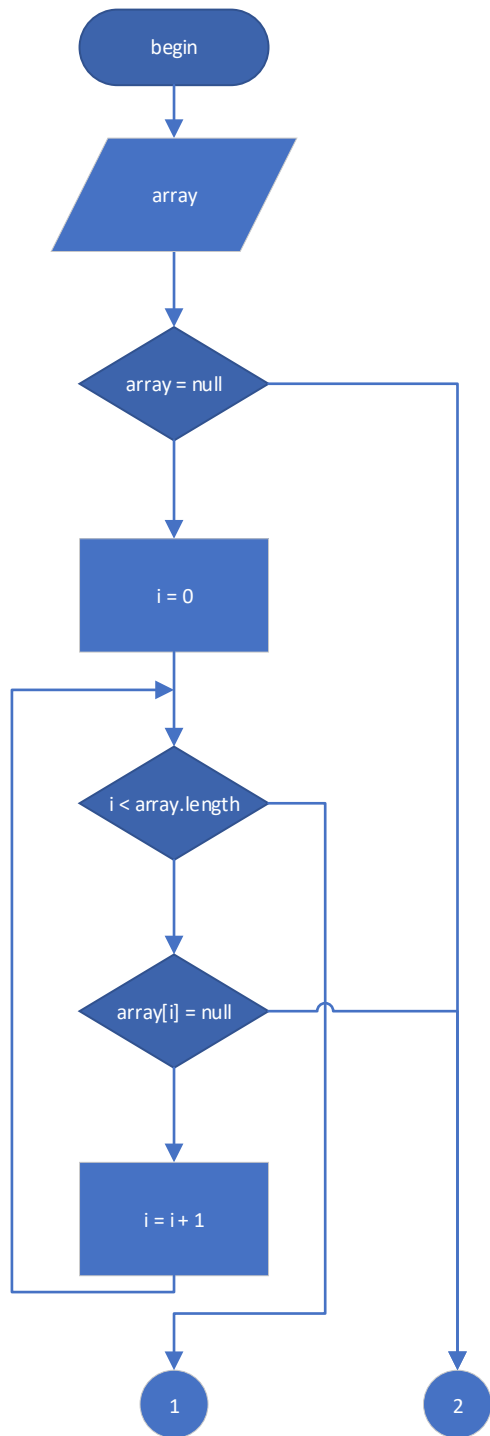 begin
array
array = null
i = 0
i < array.length
array[i] = null
i = i + 1
1
2